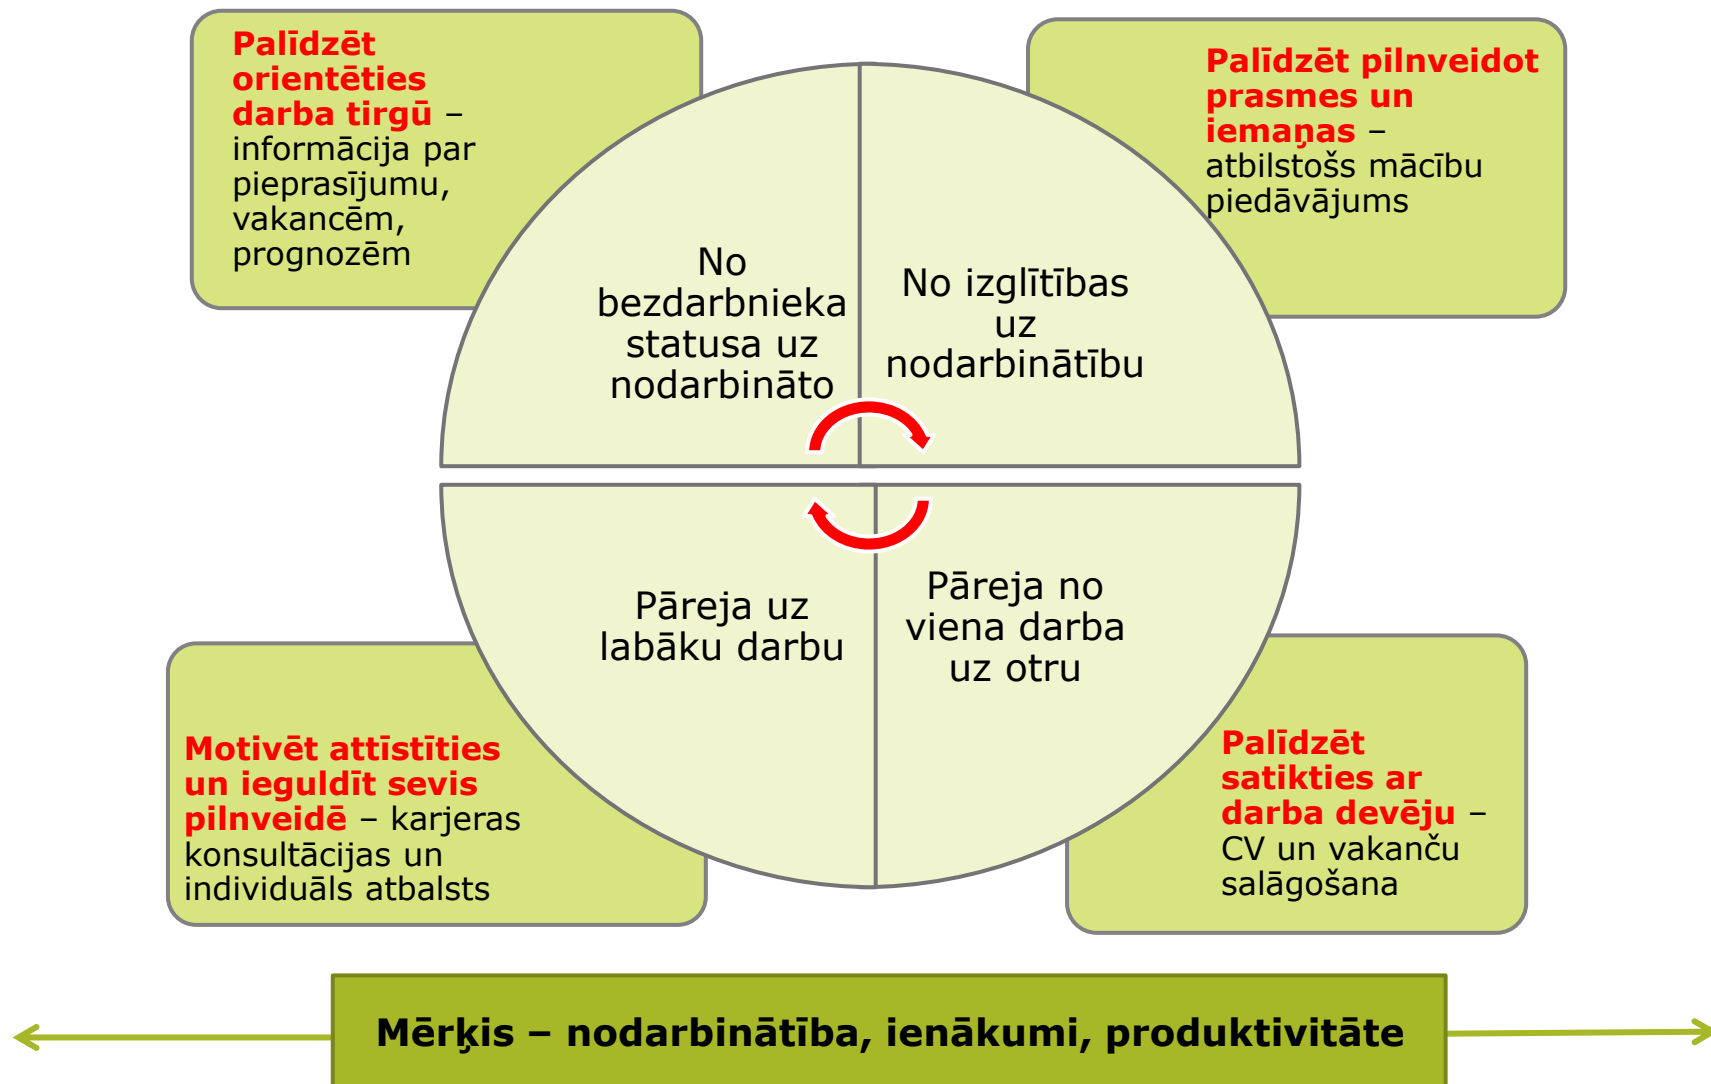 Palīdzēt
orientēties
darba tirgū –
informācija par
pieprasījumu,
vakancēm,
prognozēm
Palīdzēt pilnveidot
prasmes un
iemaņas –
atbilstošs mācību
piedāvājums
No
bezdarbnieka
statusa uz
nodarbināto
No izglītības
uz
nodarbinātību
Pāreja uz
labāku darbu
Pāreja no
viena darba
uz otru
Motivēt attīstīties
un ieguldīt sevis
pilnveidē – karjeras
konsultācijas un
individuāls atbalsts
Palīdzēt
satikties ar
darba devēju –
CV un vakanču
salāgošana
Mērķis – nodarbinātība, ienākumi, produktivitāte